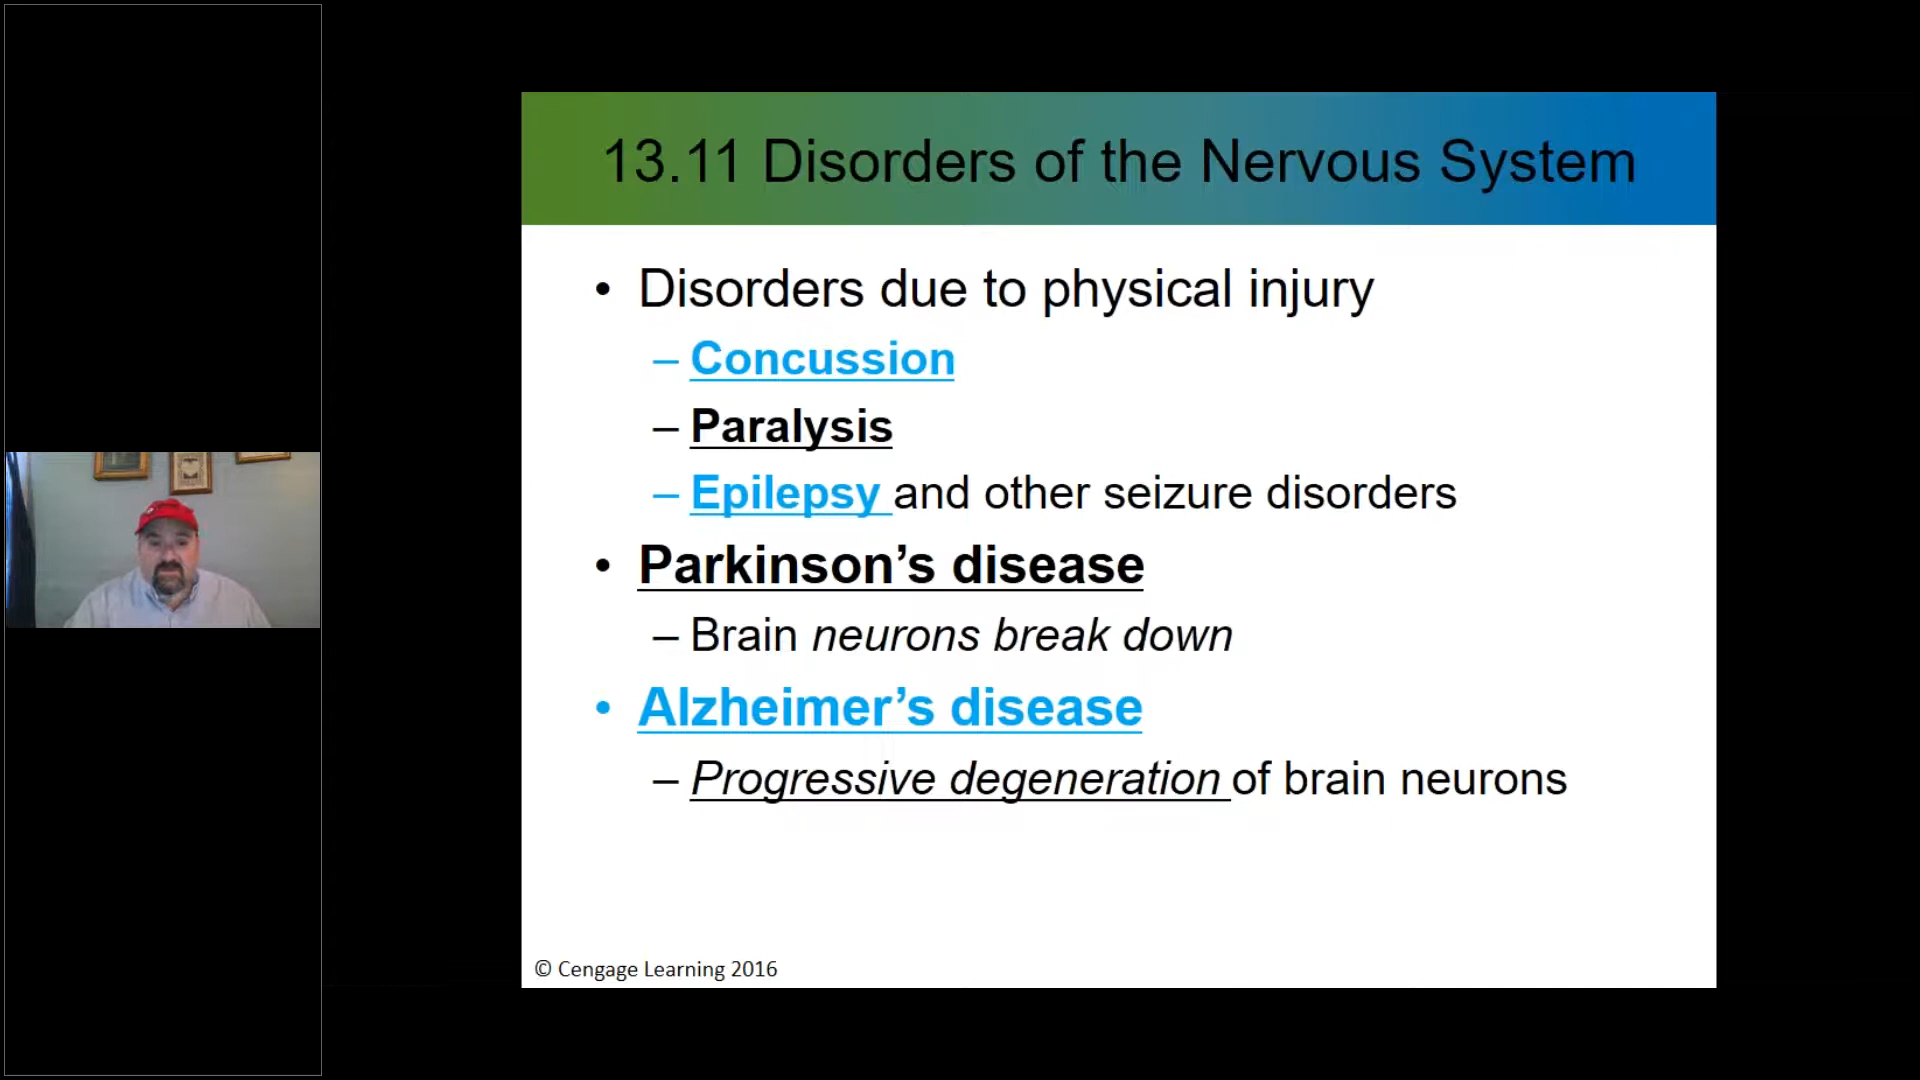 13.11 Disorders of the Nervous System
• Disorders due to physical injury
– Concussion
– Paralysis
– Epilepsy and other seizure disorders
• Parkinson’s disease
– Brain neurons break down
• Alzheimer’s disease
– Progressive degeneration of brain neurons
© Cengage Learning 2016